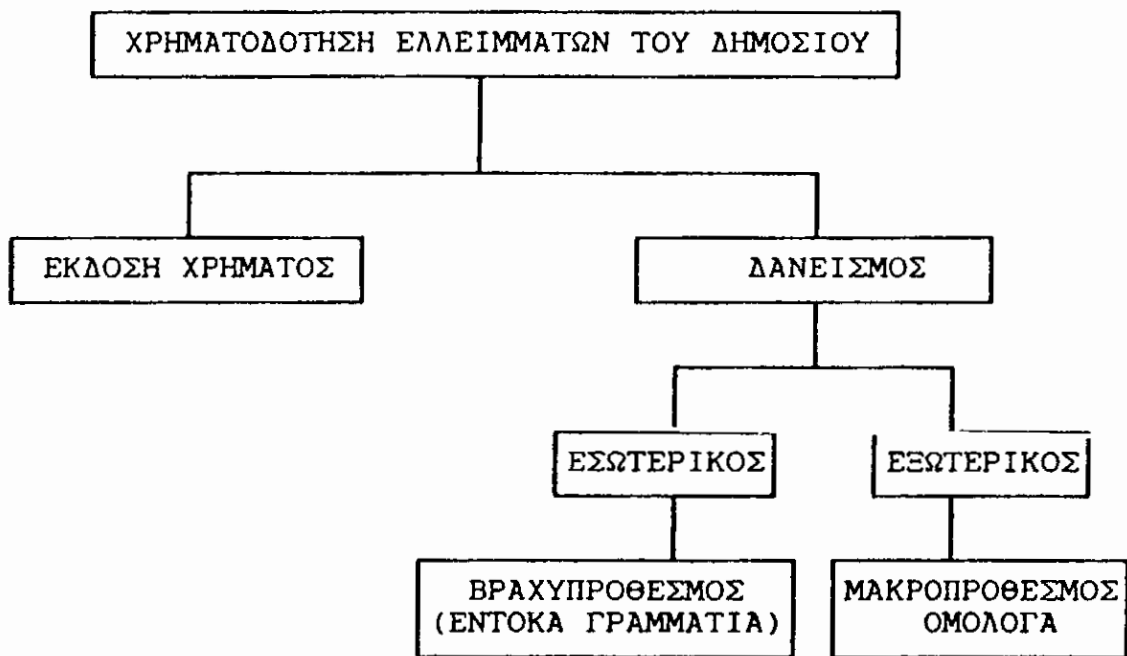 ΧΡΗΜΑΤΟΔΟΤΗΣΗ ΕΛΛΕΙΜΜΑΤΩΝ ΤΟΥ ΔΗΜΟΣΙΟΥ
ΕΚΔΟΣΗ ΧΡΗΜΑΤΟΣ
ΔΑΝΕΙΣΜΟΣ
ΕΣΩΤΕΡΙΚΟΣ
ΕΞΩΤΕΡΙΚΟΣ
ΒΡΑΧΥΠΡΟΘΕΣΜΟΣ
(ΕΝΤΟΚΑ ΓΡΑΜΜΑΤΙΑ)
ΜΑΚΡΟΠΡΟΘΕΣΜΟΣ
ΟΜΟΛΟΓΑ